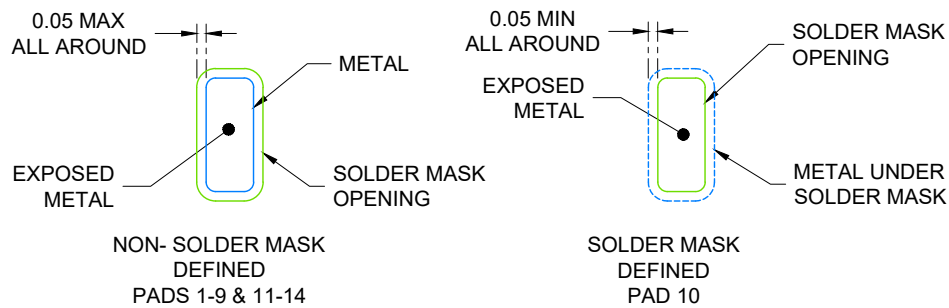 0.05 MAX
ALL AROUND
METAL
EXPOSED
METAL
SOLDER MASK
OPENING
NON- SOLDER MASK
DEFINED
PADS 1-9 & 11-14
0.05 MIN
ALL AROUND
SOLDER MASK
OPENING
EXPOSED
METAL
METAL UNDER
SOLDER MASK
SOLDER MASK
DEFINED
PAD 10